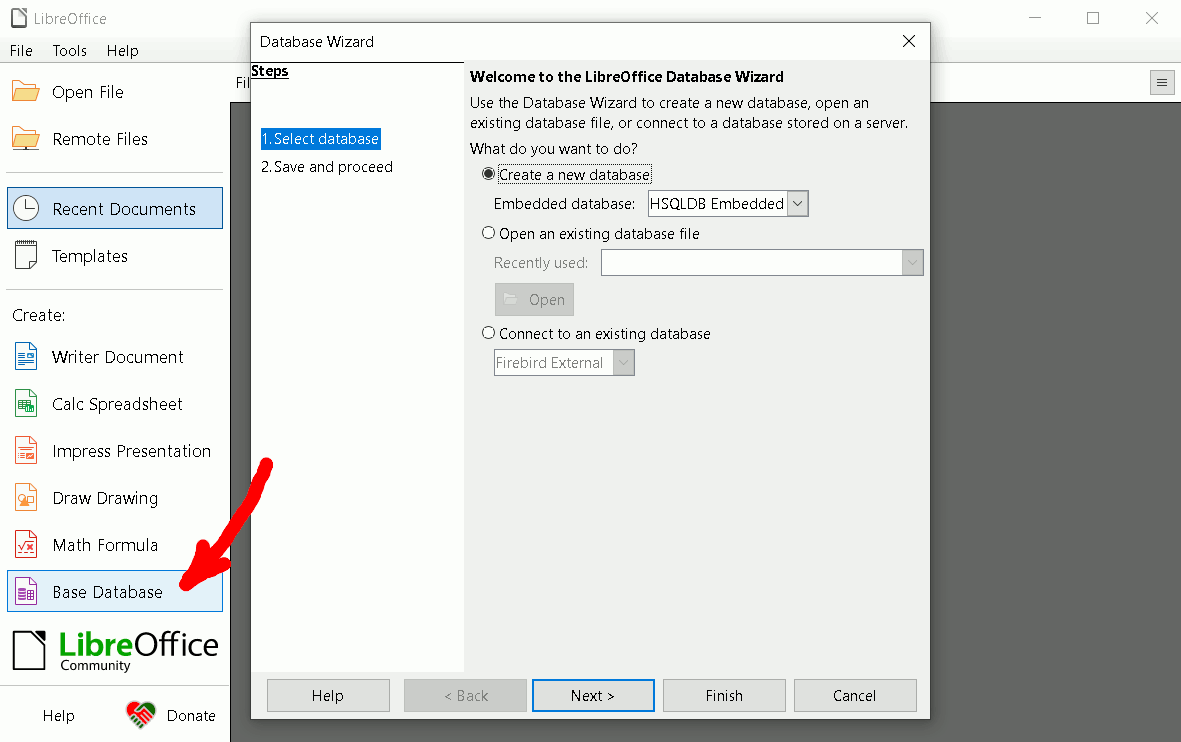 LibreOffice
File Tools Help
Open File
Remote Files
Recent Documents
Templates
Create:
Writer Document
Calc Spreadsheet
Impress Presentation
Draw Drawing
Math Formula
Base Database
LibreOffice
Community
Help Donate
Fil
Database Wizard
Steps
1. Select database
2. Save and proceed
Welcome to the LibreOffice Database Wizard
Use the Database Wizard to create a new database, open an
existing database file, or connect to a database stored on a server.
What do you want to do?
Create a new database
Embedded database: HSQLDB Embedded
Open an existing database file
Recently used:
Open
Connect to an existing database
Firebird External
Help < Back Next > Finish Cancel